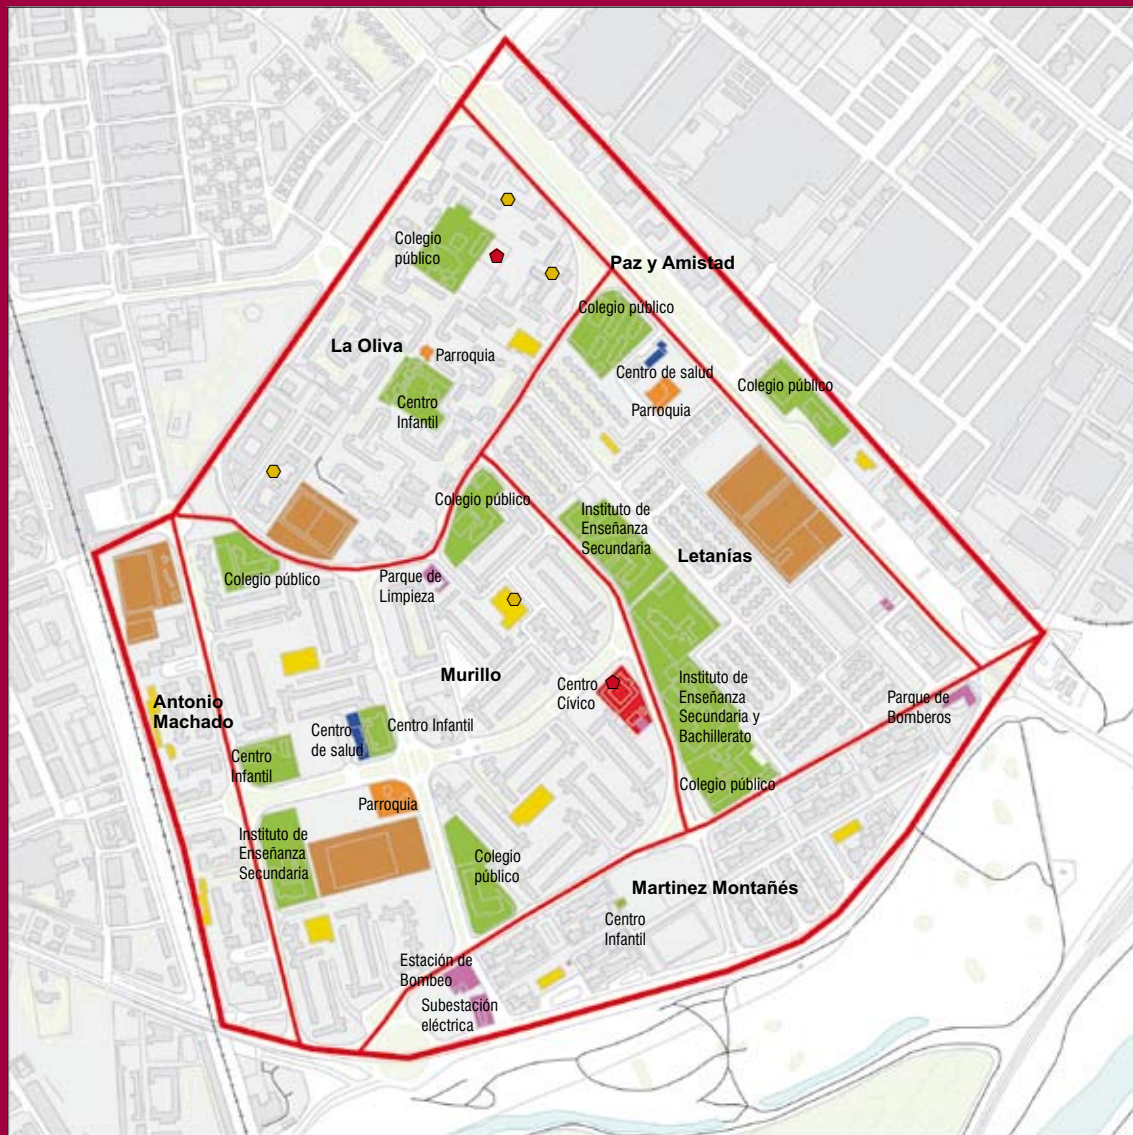 Colegio
público
Paz y Amistad
Colegio público
La Oliva
Parroquia
Centro de salud
Colegio público
Centro
Infantil
Parroquia
Colegio público
Instituto de
Enseñanza
Secundaria
Letanías
Colegio público
Parque de
Limpieza
Murillo
Centro
Cívico
Instituto de
Enseñanza
Secundaria y
Bachillerato
Parque de
Bomberos
Antonio
Machado
Centro
de salud
Centro Infantil
Centro
Infantil
Colegio público
Parroquia
Instituto de
Enseñanza
Secundaria
Colegio
público
Martinez Montañés
Centro
Infantil
Estación de
Bombeo
Subestación
eléctrica